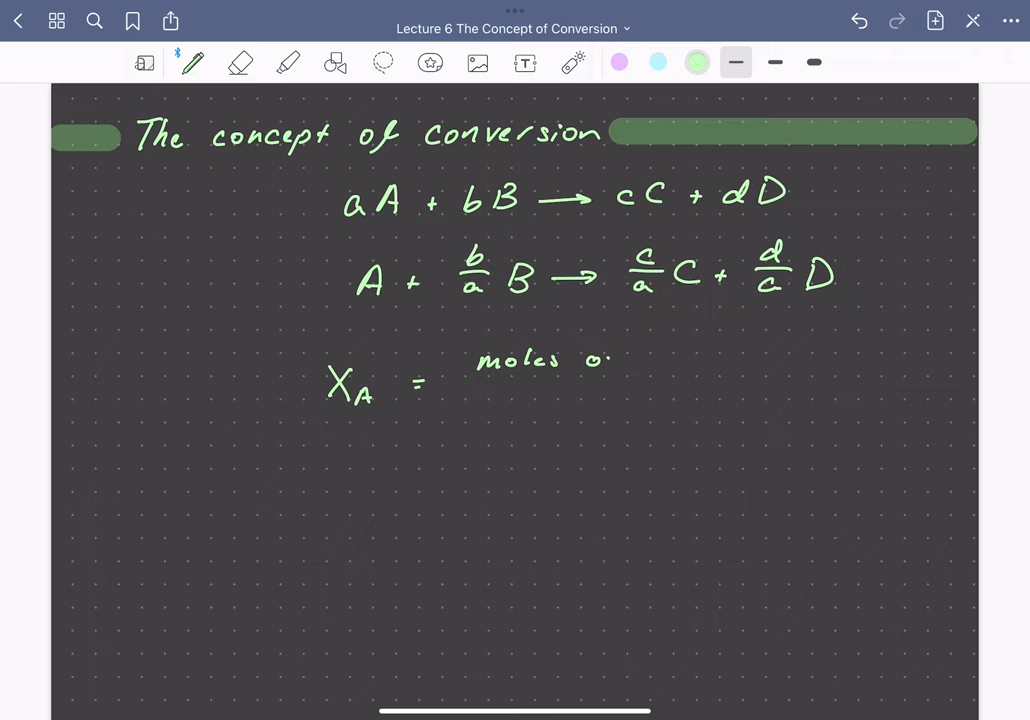 Lecture 6 The Concept of Conversion
The concept of conversion
aA + bB → cC + dD
A + b/a B → c/a C + d/a D
X_A = moles o